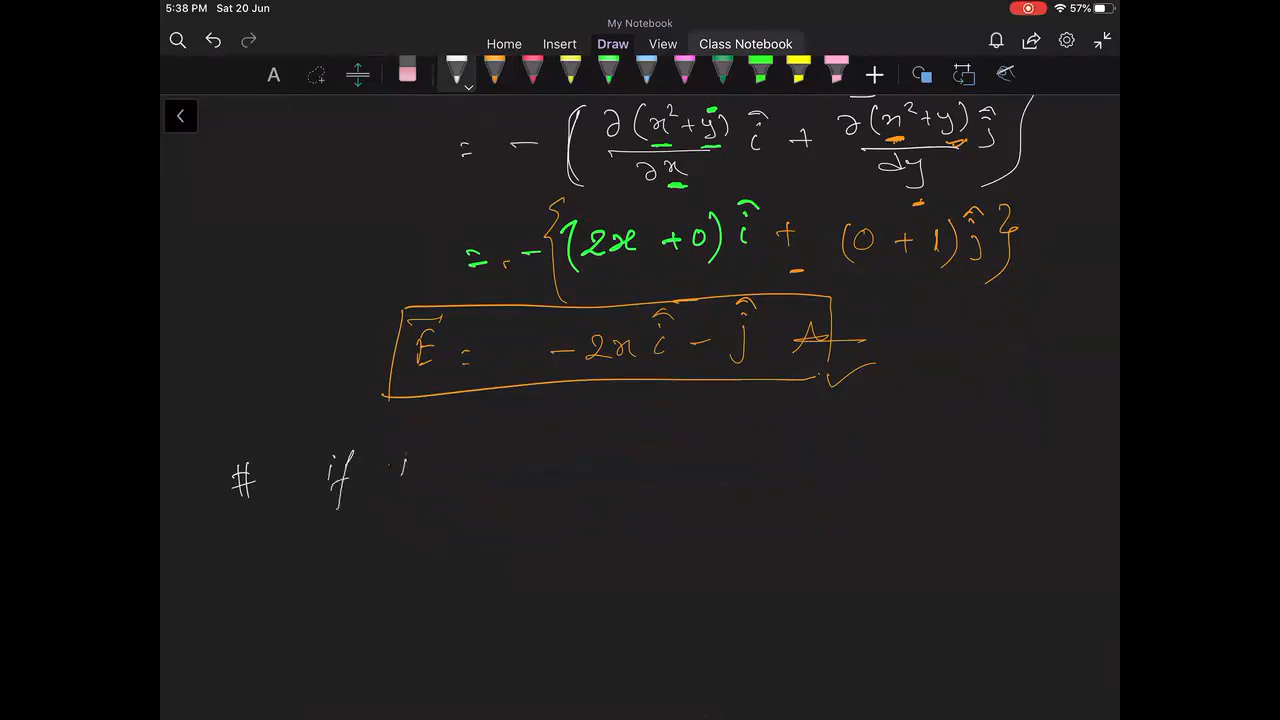 5:38 PM Sat 20 Jun 57%
My Notebook
Home Insert Draw View Class Notebook
A
= - ( ∂(x²+y)/∂x î + ∂(x²+y)/dy ĵ )
= - {(2x + 0) î + (0 + 1) ĵ}
E⃗ = - 2x î - ĵ A
# if i